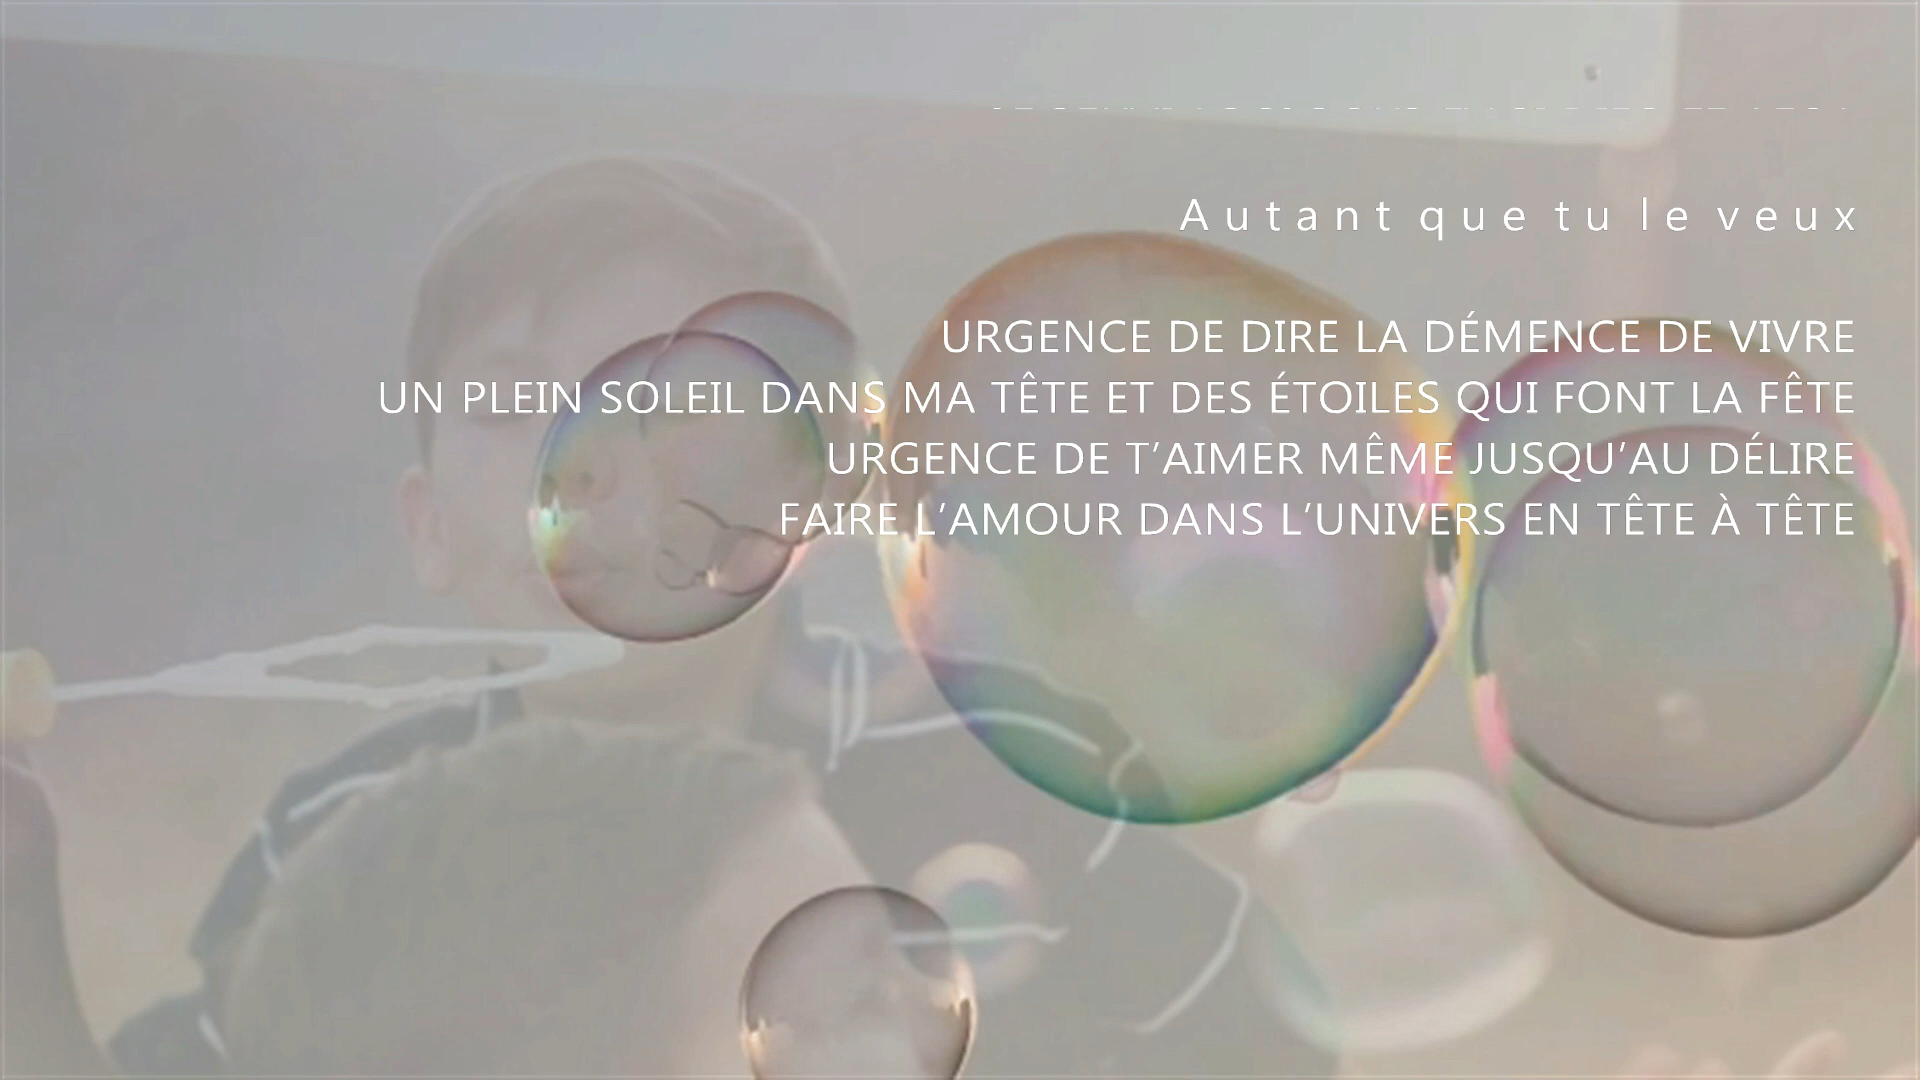 Autant que tu le veux
URGENCE DE DIRE LA DÉMENCE DE VIVRE
UN PLEIN SOLEIL DANS MA TÊTE ET DES ÉTOILES QUI FONT LA FÊTE
URGENCE DE T’AIMER MÊME JUSQU’AU DÉLIRE
FAIRE L’AMOUR DANS L’UNIVERS EN TÊTE À TÊTE